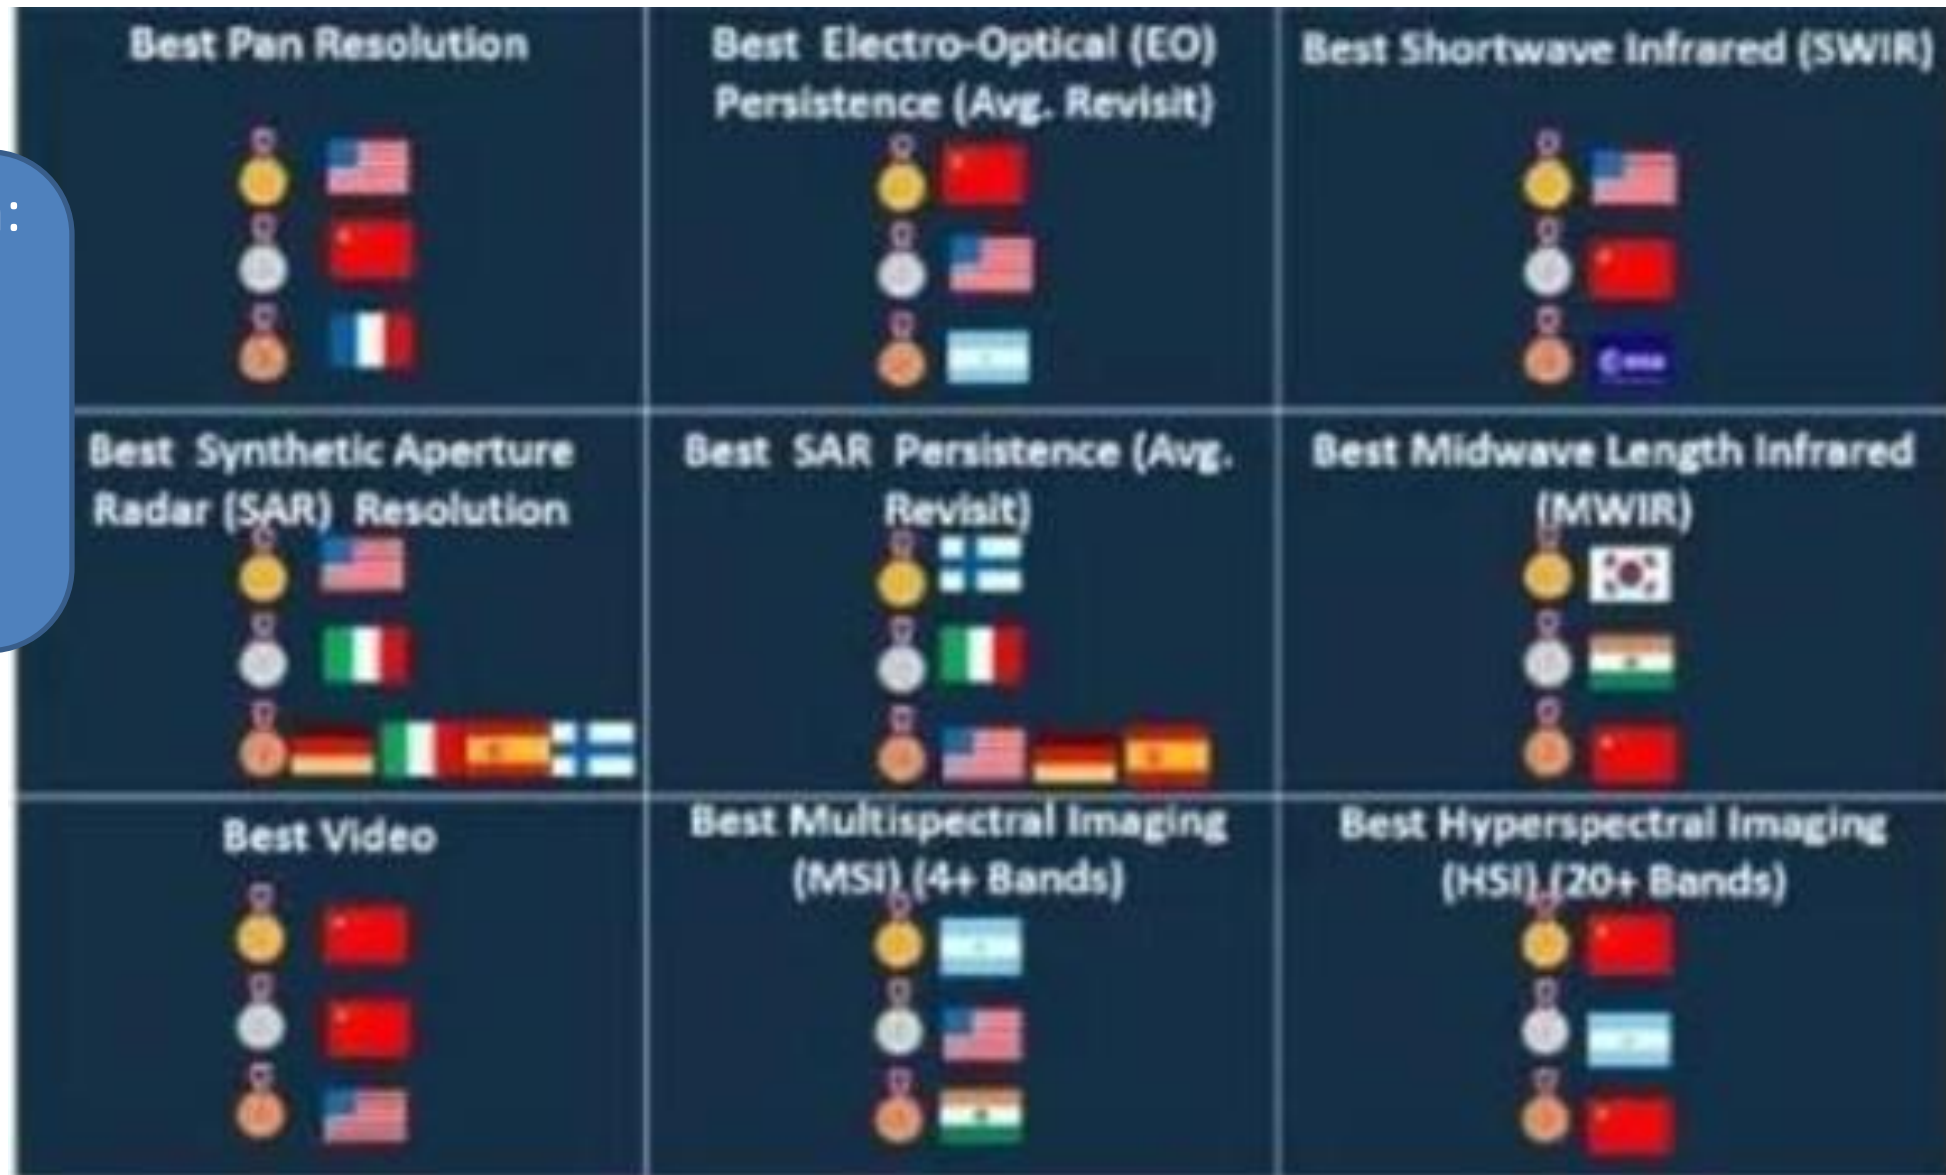 :
Best Pan Resolution
Best Electro-Optical (EO)
Persistence (Avg. Revisit)
Best Shortwave Infrared (SWIR)
esa
Best Synthetic Aperture
Radar (SAR) Resolution
Best SAR Persistence (Avg.
Revisit)
Best Midwave Length Infrared
(MWIR)
Best Video
Best Multispectral Imaging
(MSI) (4+ Bands)
Best Hyperspectral Imaging
(HSI) (20+ Bands)